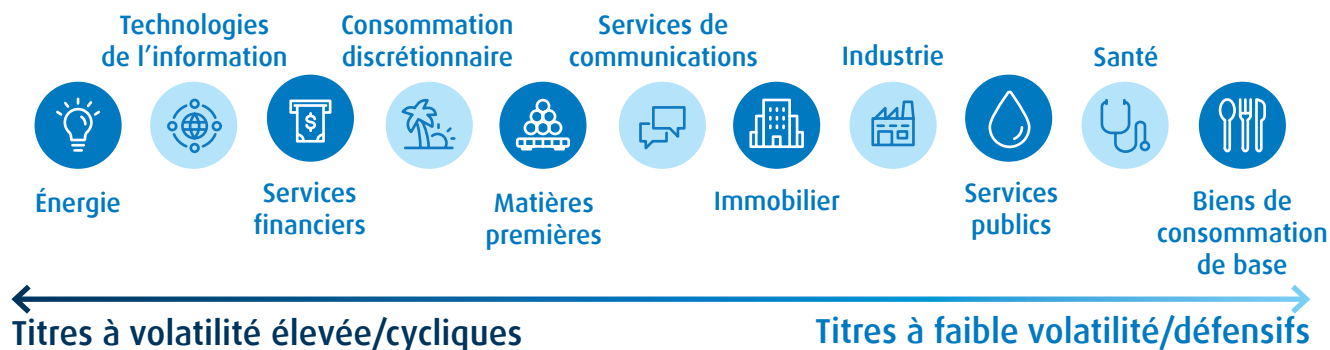 Technologies
de l’information
Consommation
discrétionnaire
Services de
communications
Industrie
Santé
$
Énergie
Services
financiers
Matières
premières
Immobilier
Services
publics
Biens de
consommation
de base
Titres à volatilité élevée/cycliques
Titres à faible volatilité/défensifs